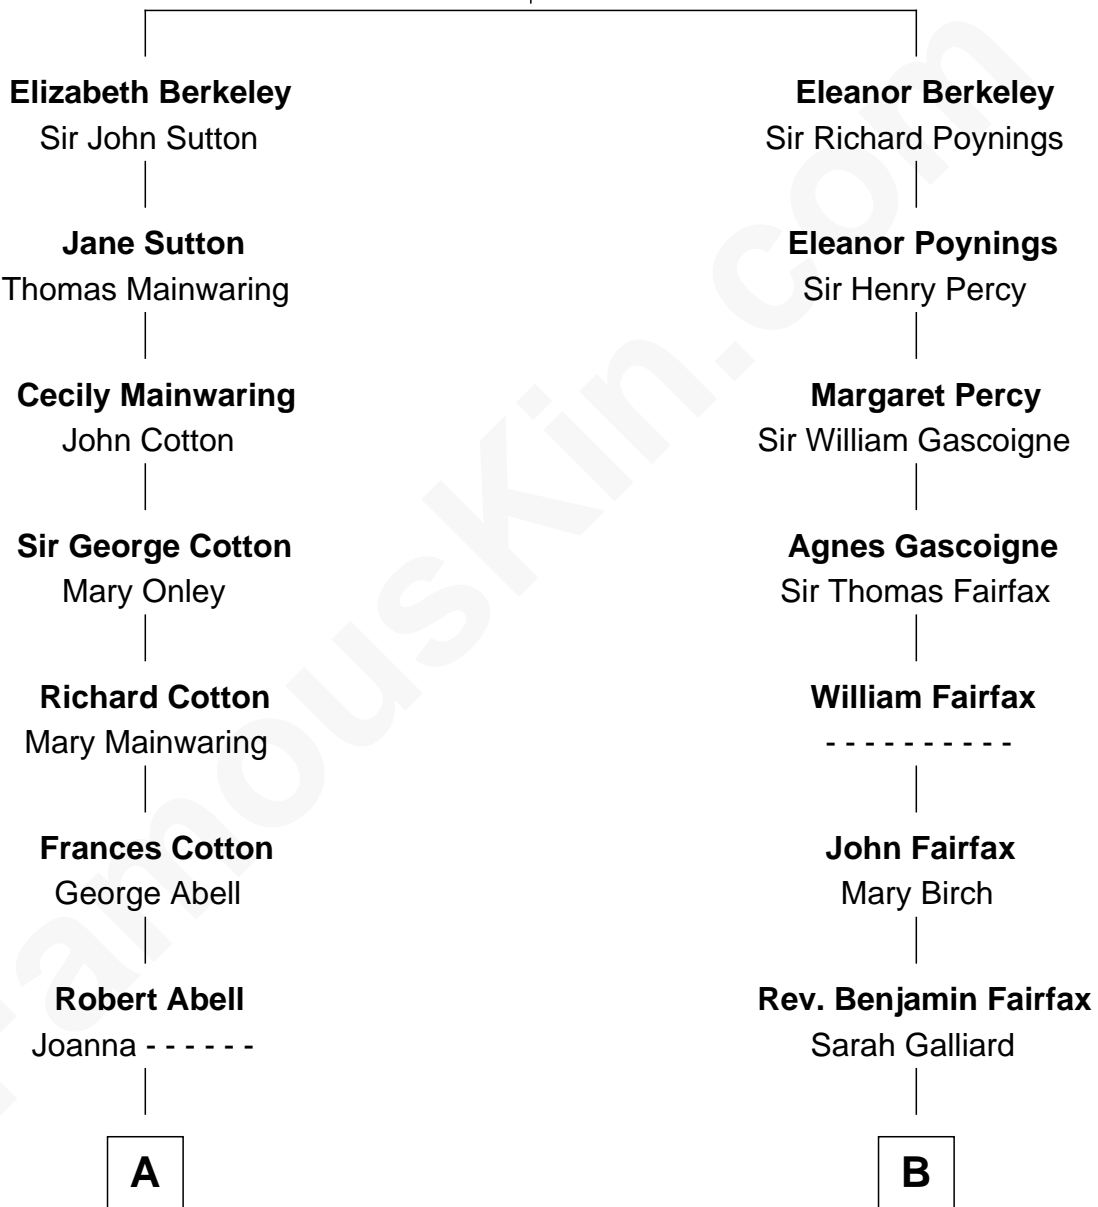 Elizabeth Berkeley
Sir John Sutton
Jane Sutton
Thomas Mainwaring
Cecily Mainwaring
John Cotton
Sir George Cotton
Mary Onley
Richard Cotton
Mary Mainwaring
Frances Cotton
George Abell
Robert Abell
Joanna - - - - - -
A
Eleanor Berkeley
Sir Richard Poynings
Eleanor Poynings
Sir Henry Percy
Margaret Percy
Sir William Gascoigne
Agnes Gascoigne
Sir Thomas Fairfax
William Fairfax
- - - - - - - - - -
John Fairfax
Mary Birch
Rev. Benjamin Fairfax
Sarah Galliard
B
FamousKin.com